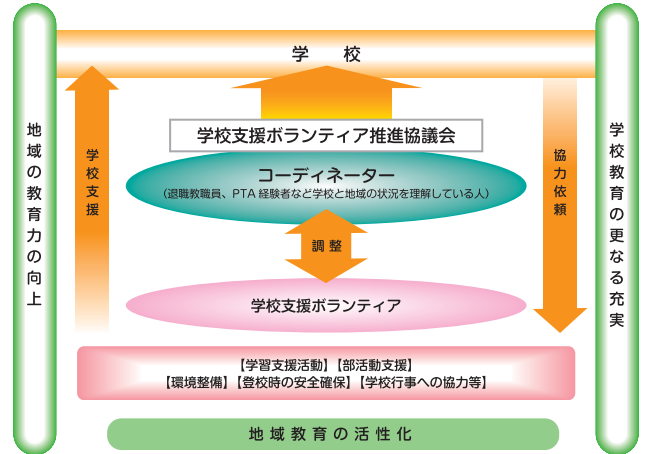 学校
地域の教育力の向上
学校支援
学校支援ボランティア推進協議会
コーディネーター
（退職教職員、PTA 経験者など学校と地域の状況を理解している人）
調整
協力依頼
学校教育の更なる充実
学校支援ボランティア
【学習支援活動】【部活動支援】
【環境整備】【登校時の安全確保】【学校行事への協力等】
地域教育の活性化